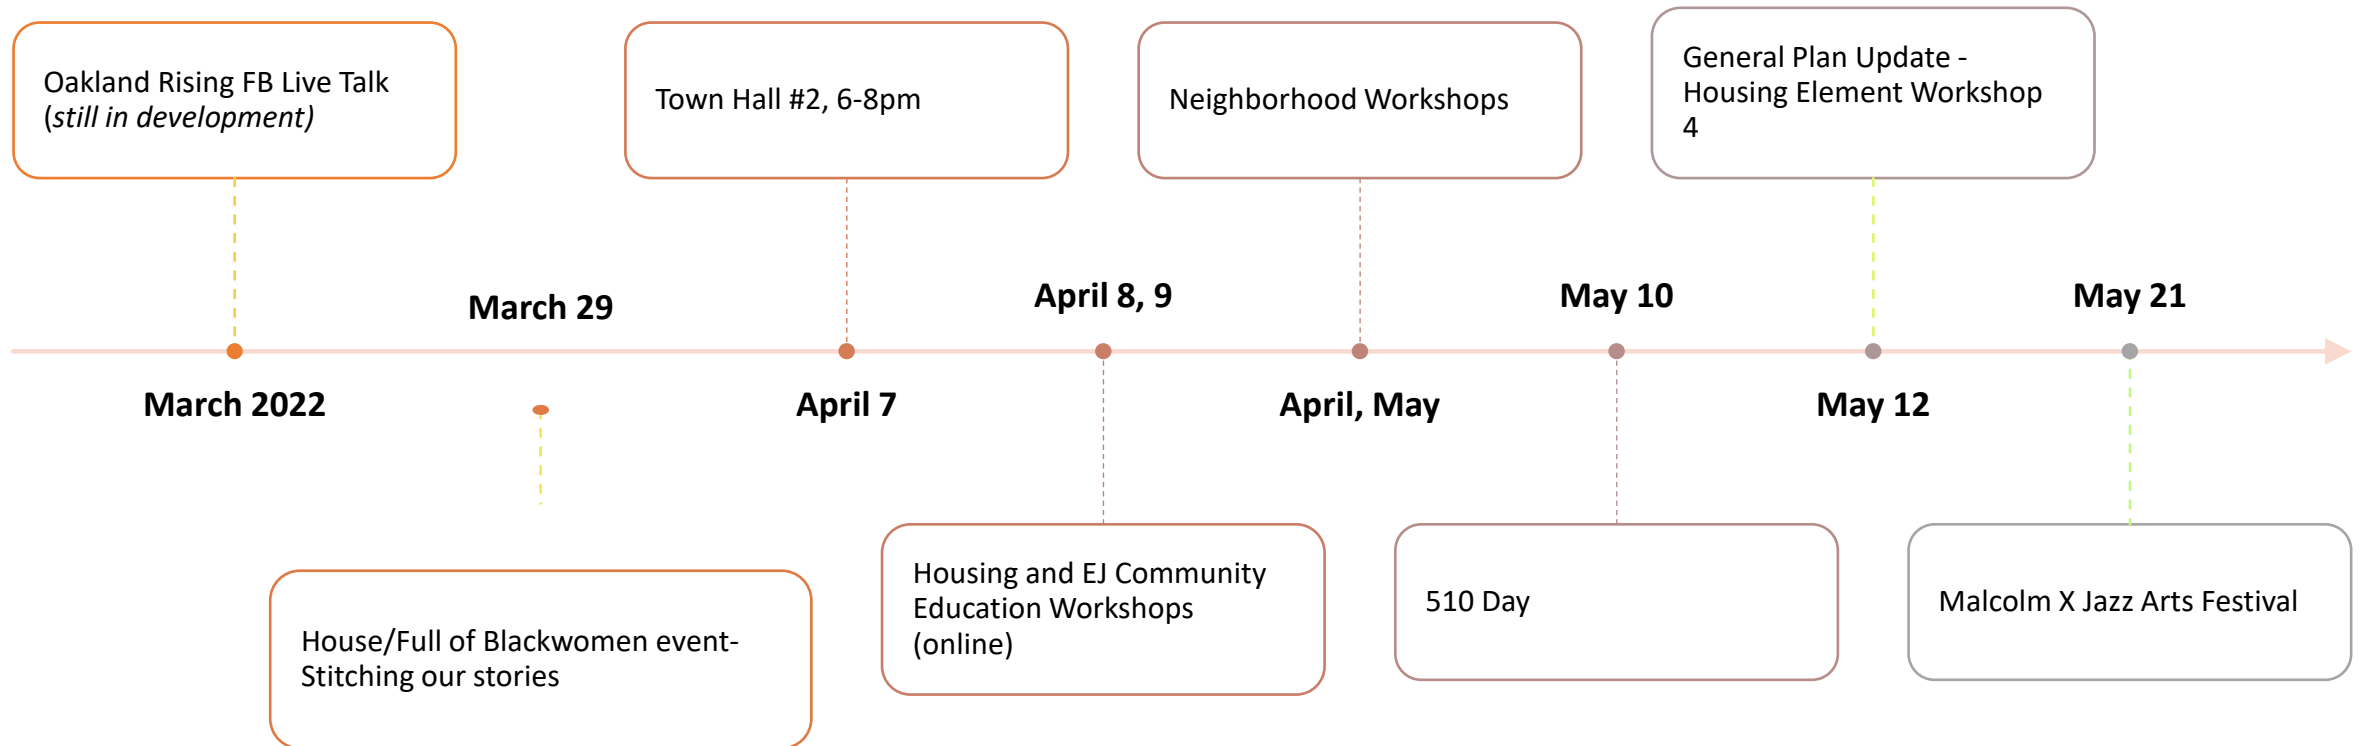 Oakland Rising FB Live Talk
(still in development)
Town Hall #2, 6-8pm
Neighborhood Workshops
General Plan Update -
Housing Element Workshop
4
March 29
April 8, 9
May 10
May 21
March 2022
April 7
April, May
May 12
House/Full of Blackwomen event-
Stitching our stories
Housing and EJ Community
Education Workshops
(online)
510 Day
Malcolm X Jazz Arts Festival